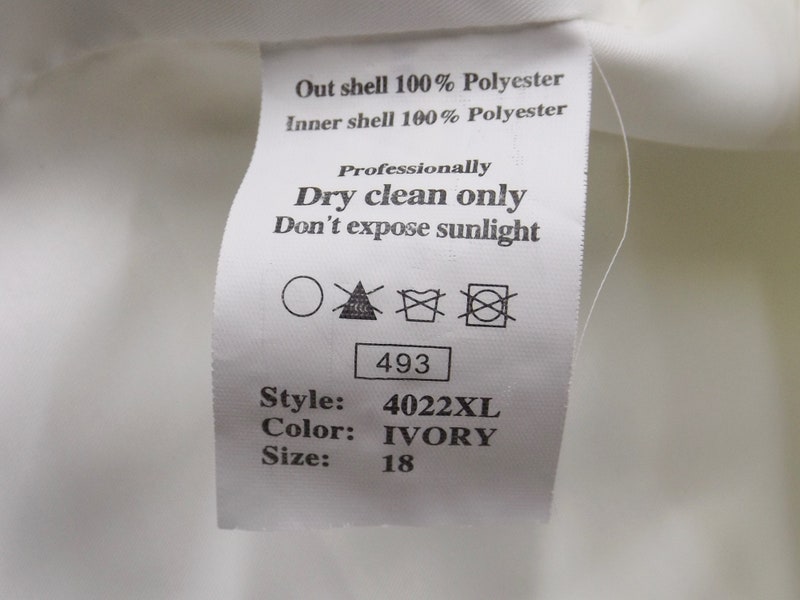 Out shell 100% Polyester
Inner shell 100% Polyester
Professionally
Dry clean only
Don't expose sunlight
493
Style: 4022XL
Color: IVORY
Size: 18